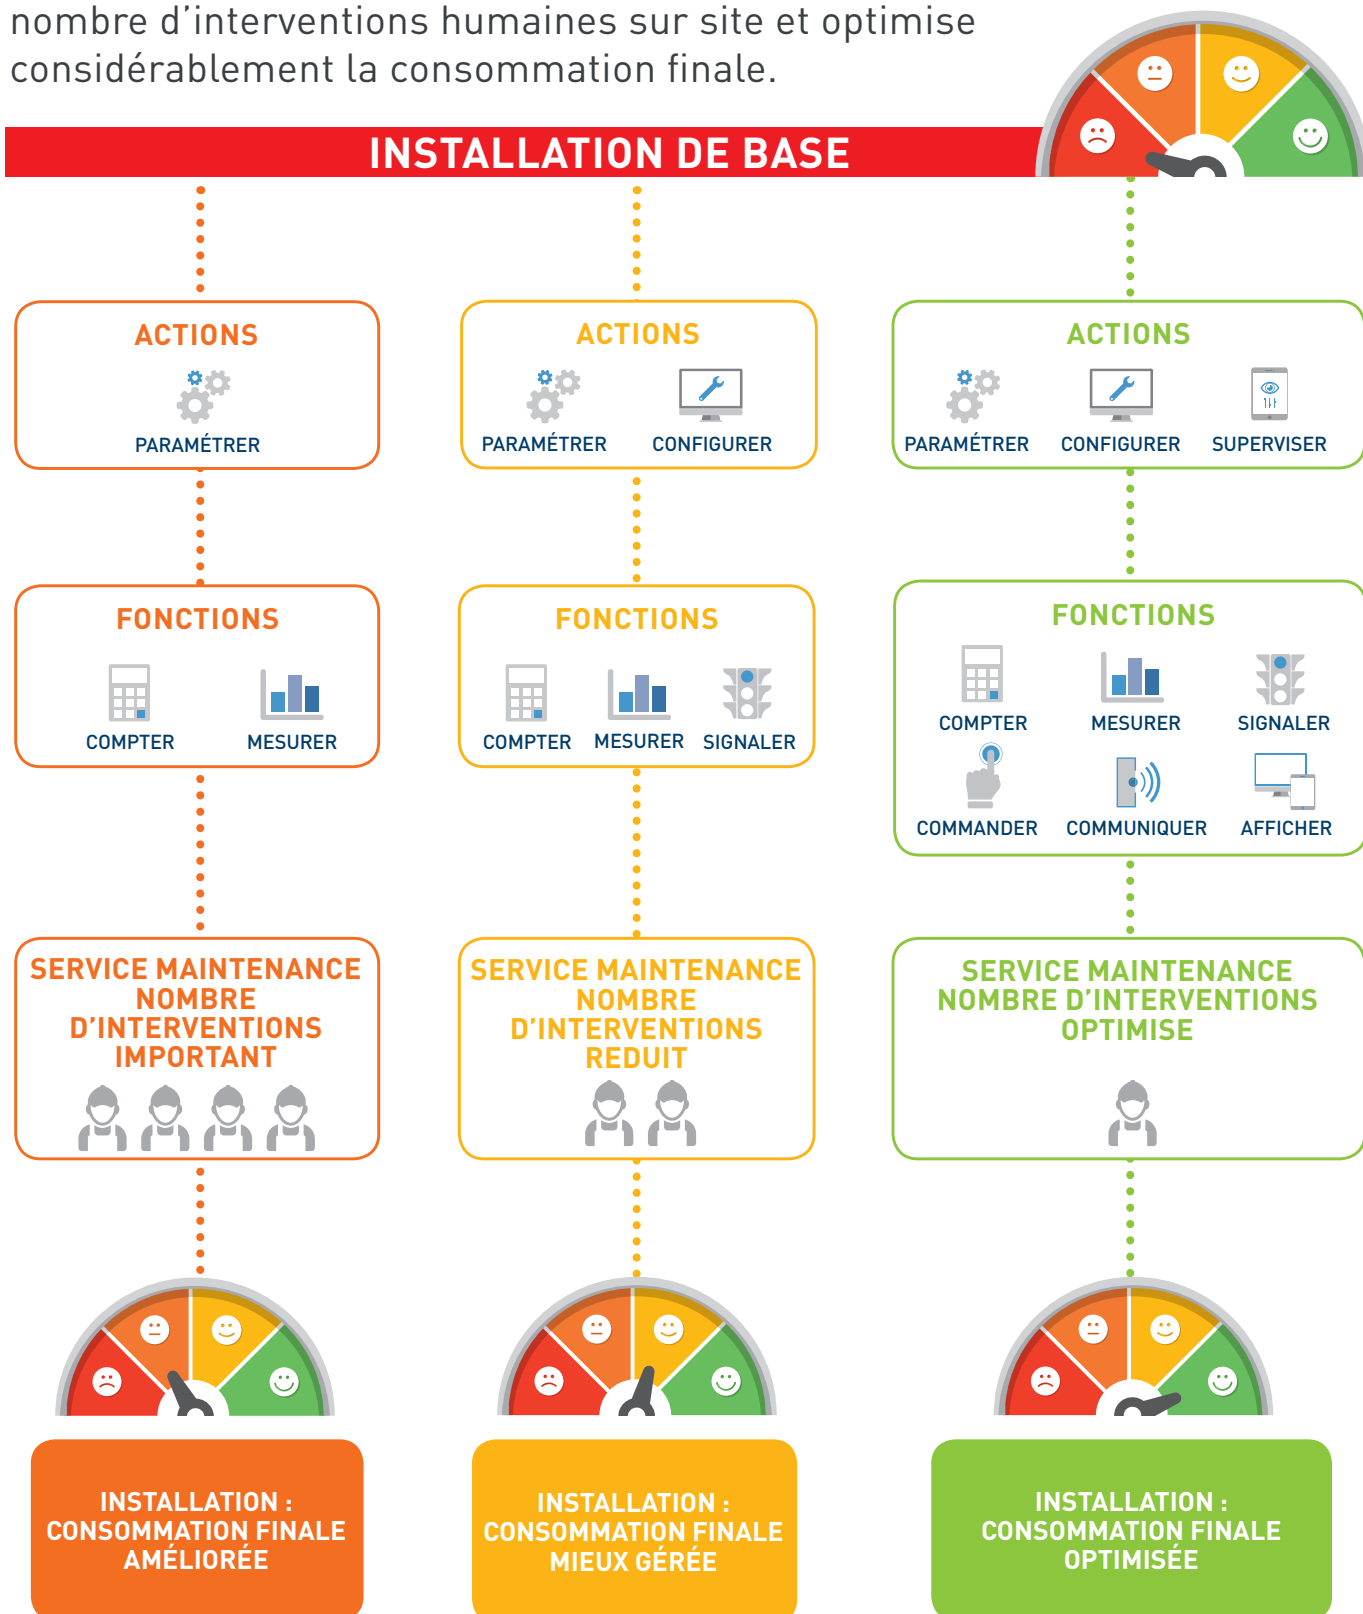 nombre d’interventions humaines sur site et optimise
considérablement la consommation finale.
INSTALLATION DE BASE
ACTIONS
PARAMÉTRER
FONCTIONS
COMPTER MESURER
SERVICE MAINTENANCE
NOMBRE
D’INTERVENTIONS
IMPORTANT
INSTALLATION :
CONSOMMATION FINALE
AMÉLIORÉE
ACTIONS
PARAMÉTRER CONFIGURER
FONCTIONS
COMPTER MESURER SIGNALER
SERVICE MAINTENANCE
NOMBRE
D’INTERVENTIONS
REDUIT
INSTALLATION :
CONSOMMATION FINALE
MIEUX GÉRÉE
ACTIONS
PARAMÉTRER CONFIGURER SUPERVISER
FONCTIONS
COMPTER MESURER SIGNALER
COMMANDER COMMUNIQUER AFFICHER
SERVICE MAINTENANCE
NOMBRE D’INTERVENTIONS
OPTIMISE
INSTALLATION :
CONSOMMATION FINALE
OPTIMISÉE